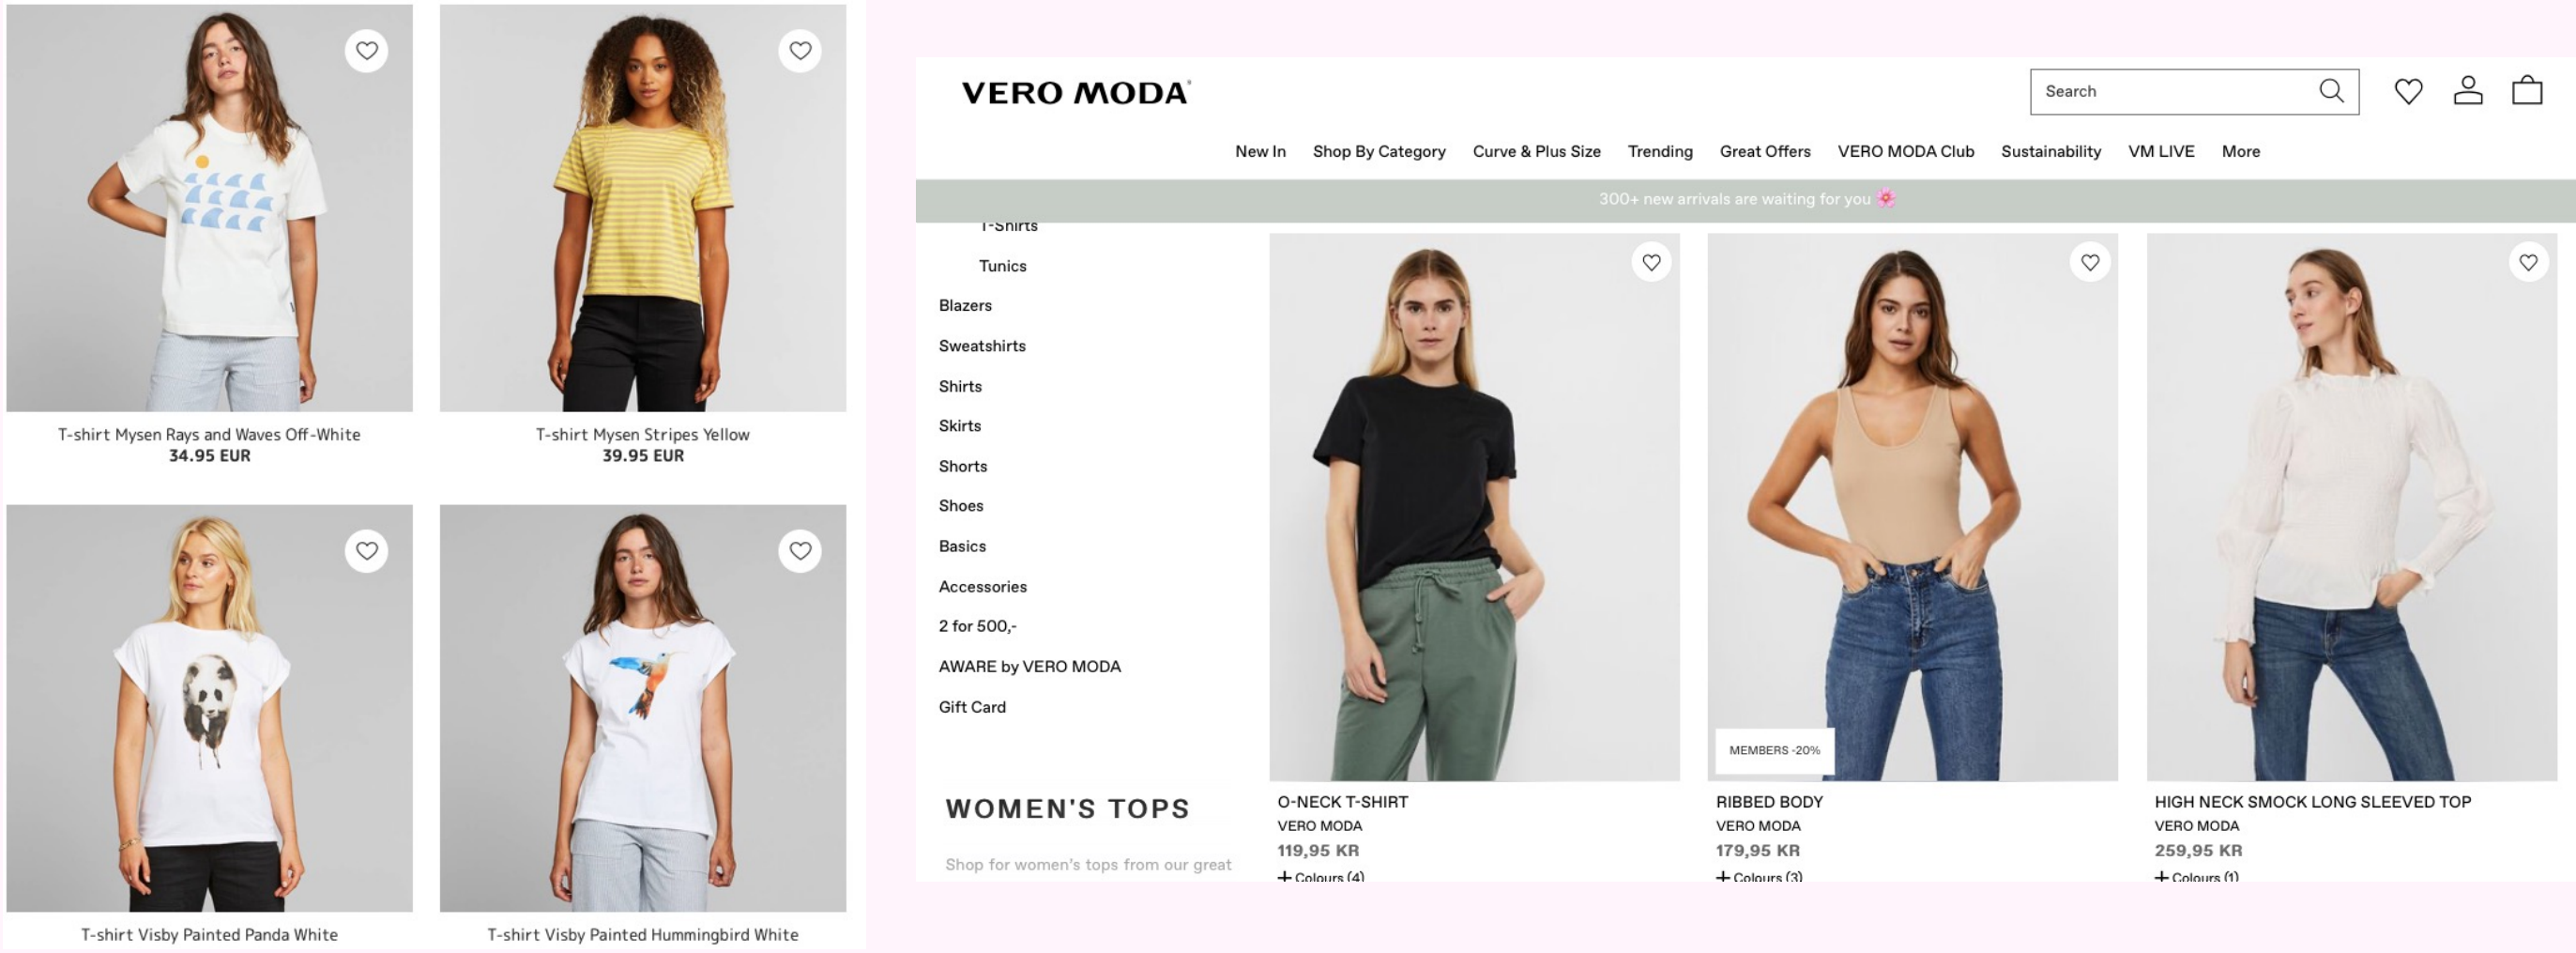 T-shirt Mysen Rays and Waves Off-White
34.95 EUR
T-shirt Mysen Stripes Yellow
39.95 EUR
T-shirt Visby Painted Panda White
T-shirt Visby Painted Hummingbird White
VERO MODA
Search
New In Shop By Category Curve & Plus Size Trending Great Offers VERO MODA Club Sustainability VM LIVE More
300+ new arrivals are waiting for you 🌸
T-Shirts
Tunics
Blazers
Sweatshirts
Shirts
Skirts
Shorts
Shoes
Basics
Accessories
2 for 500,-
AWARE by VERO MODA
Gift Card
WOMEN'S TOPS
Shop for women's tops from our great
O-NECK T-SHIRT
VERO MODA
119,95 KR
+ Colours (4)
MEMBERS -20%
RIBBED BODY
VERO MODA
179,95 KR
+ Colours (3)
HIGH NECK SMOCK LONG SLEEVED TOP
VERO MODA
259,95 KR
+ Colours (1)